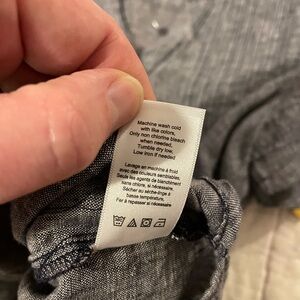 Machine wash cold
with like colors,
Only non chlorine bleach
when needed,
Tumble dry low,
Low iron if needed
Lavage en machine à froid
avec des couleurs semblables,
Seuls les agents de blanchiment
sans chlore, si nécessaire,
Sécher au sèche-linge à
basse température,
Fer à repasser si nécessaire